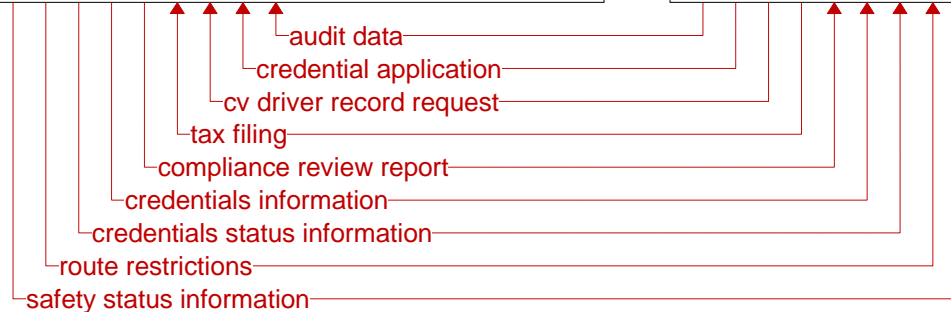 audit data
credential application
cv driver record request
tax filing
compliance review report
credentials information
credentials status information
route restrictions
safety status information